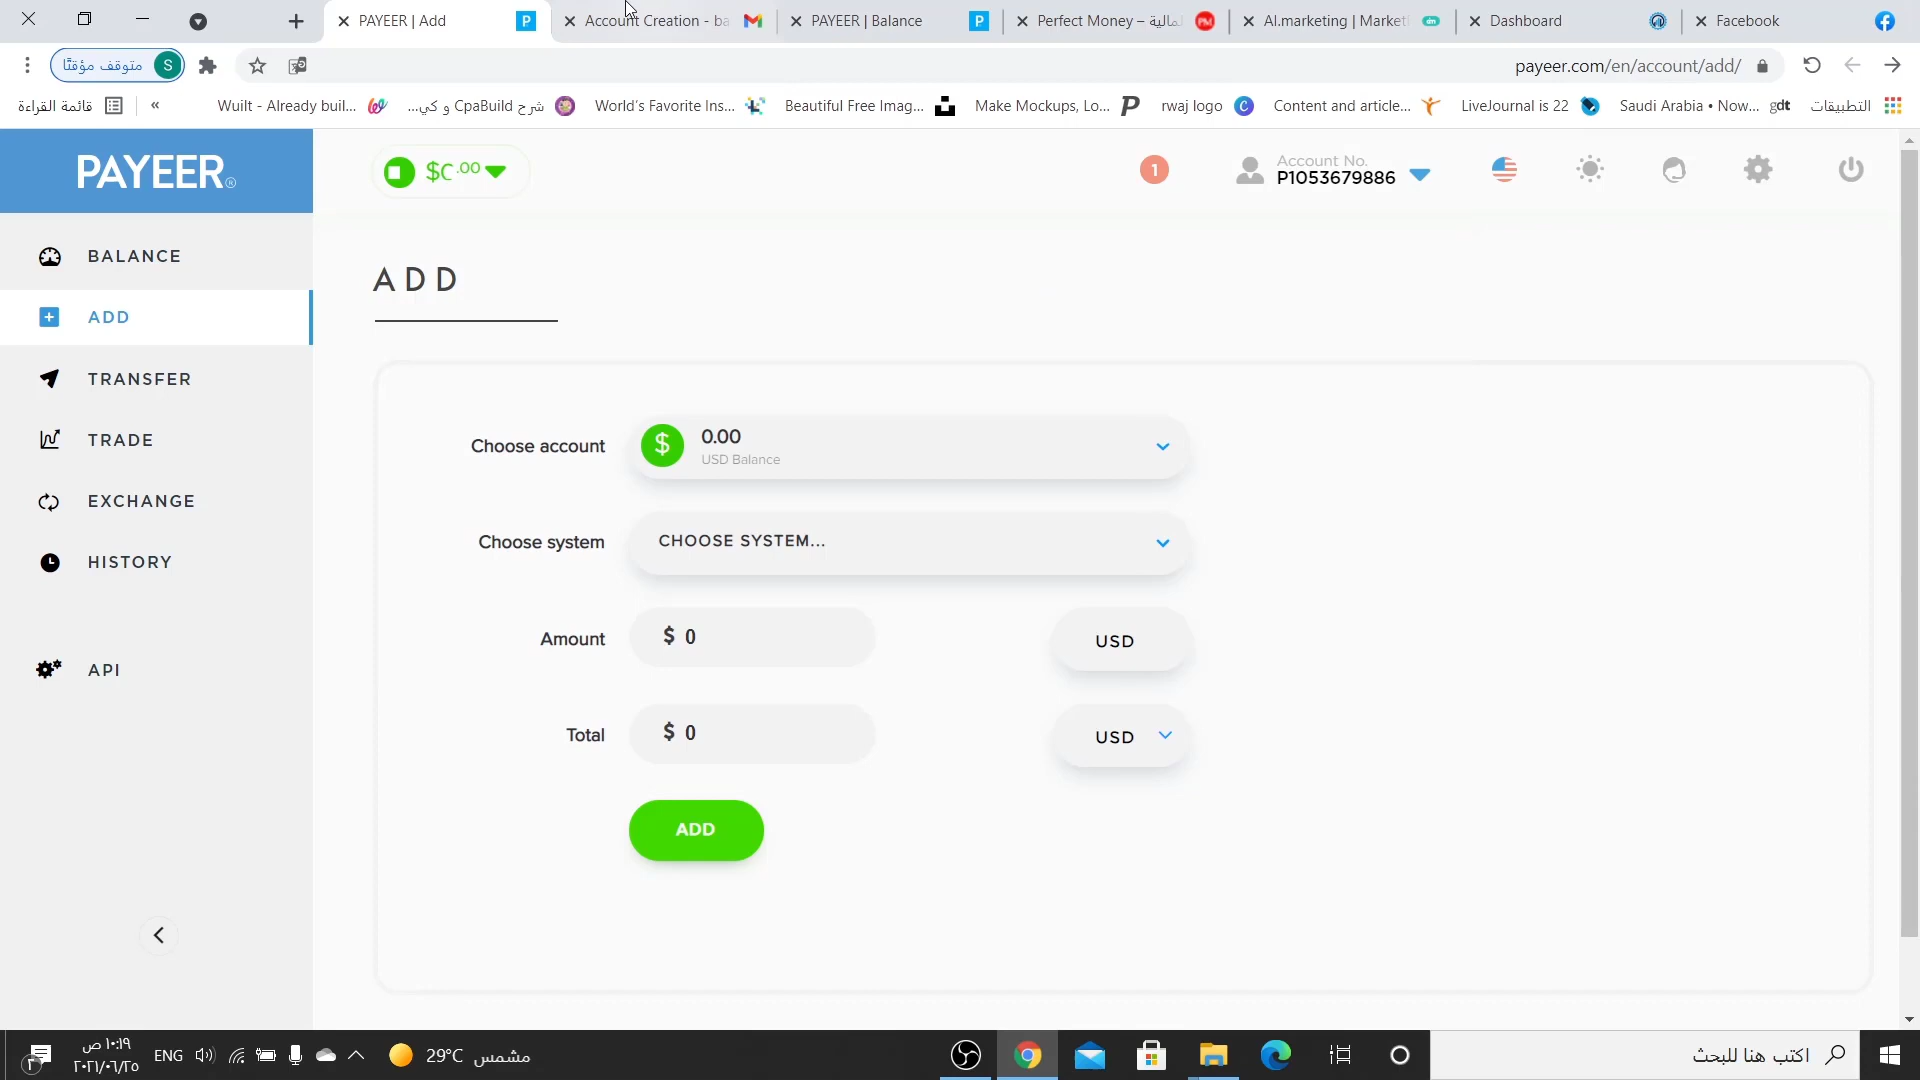 PAYEER | Add
Account Creation - ba
PAYEER | Balance
Perfect Money – المالية
AI.marketing | Marketi
Dashboard
Facebook
متوقف مؤقتًا
S
payeer.com/en/account/add/
قائمة القراءة
«
Wuilt - Already buil...
شرح CpaBuild و كي...
World's Favorite Ins...
Beautiful Free Imag...
Make Mockups, Lo...
rwaj logo
Content and article...
LiveJournal is 22
Saudi Arabia • Now...
gdt
التطبيقات
PAYEER®
$0.00
1
Account No.
P1053679886
BALANCE
ADD
TRANSFER
TRADE
EXCHANGE
HISTORY
API
ADD
Choose account
$
0.00
USD Balance
Choose system
CHOOSE SYSTEM...
Amount
$ 0
USD
Total
$ 0
USD
ADD
٣
١٠:١٩ ص
٢٠٢١/٠٦/٢٥
ENG
29°C مشمس
اكتب هنا للبحث